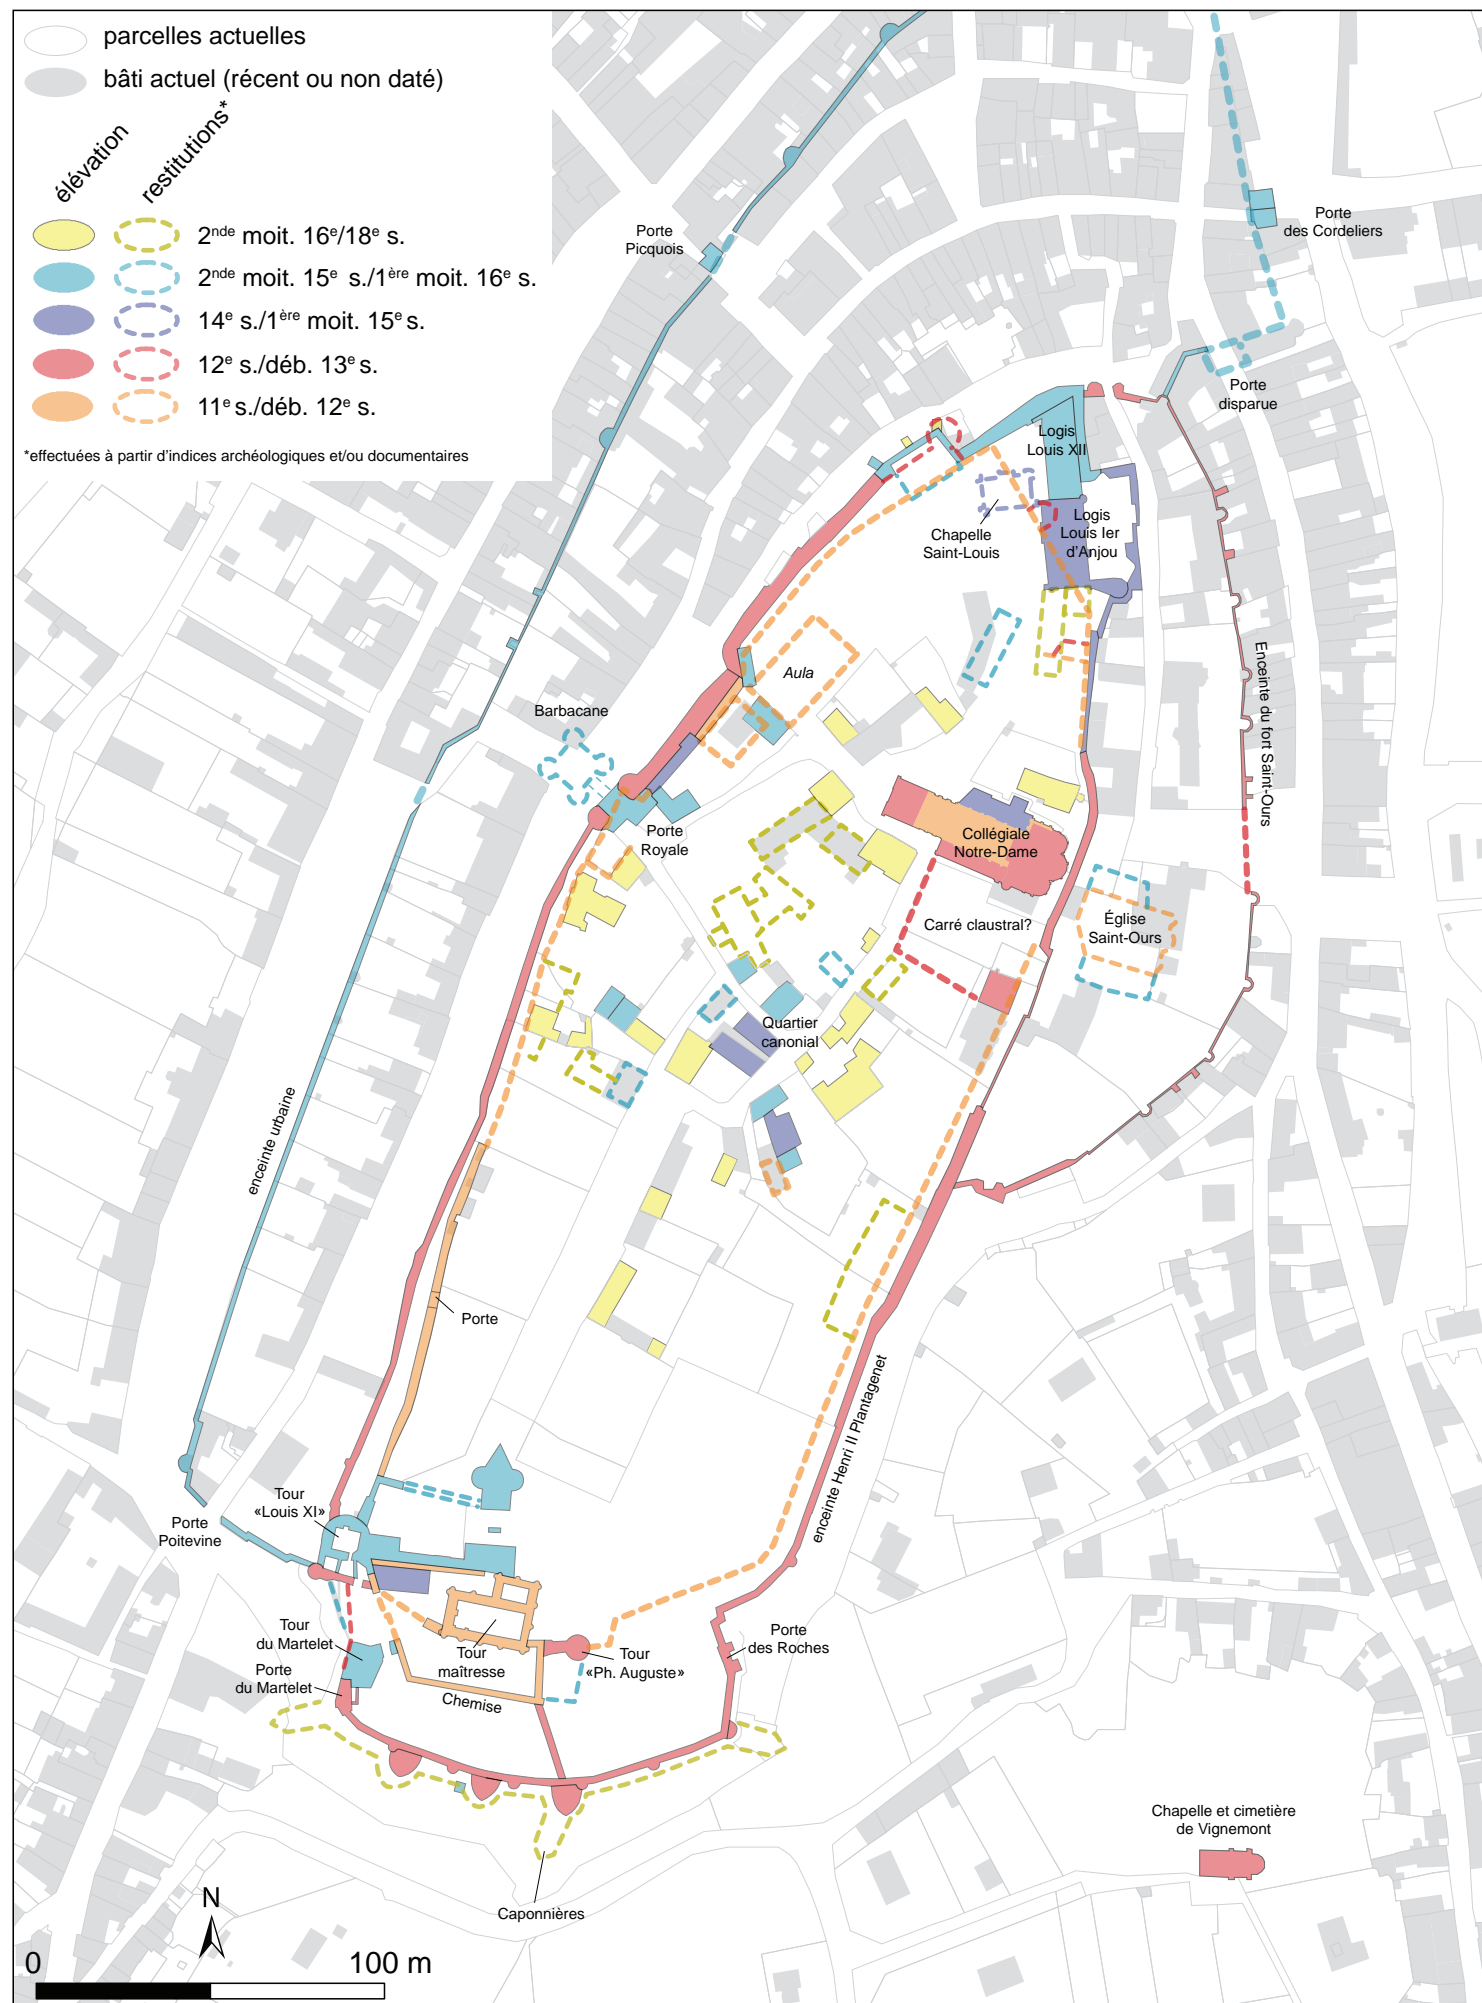 parcelles actuelles
bâti actuel (récent ou non daté)
élévation
restitutions*
2nde moit. 16e/18e s.
2nde moit. 15e s./1ère moit. 16e s.
14e s./1ère moit. 15e s.
12e s./déb. 13e s.
11e s./déb. 12e s.
*effectuées à partir d'indices archéologiques et/ou documentaires
Porte
Picquois
Porte
des Cordeliers
Porte
disparue
Logis
Louis XII
Chapelle
Saint-Louis
Logis
Louis Ier
d'Anjou
Enceinte du fort Saint-Ours
Aula
Barbacane
Porte
Royale
Collégiale
Notre-Dame
Carré claustral?
Église
Saint-Ours
Quartier
canonial
enceinte urbaine
Porte
enceinte Henri II Plantagenet
Tour
«Louis XI»
Porte
Poitevine
Tour
du Martelet
Porte
du Martelet
Tour
maîtresse
Chemise
Tour
«Ph. Auguste»
Porte
des Roches
Caponnières
Chapelle et cimetière
de Vignemont
N
0 100 m